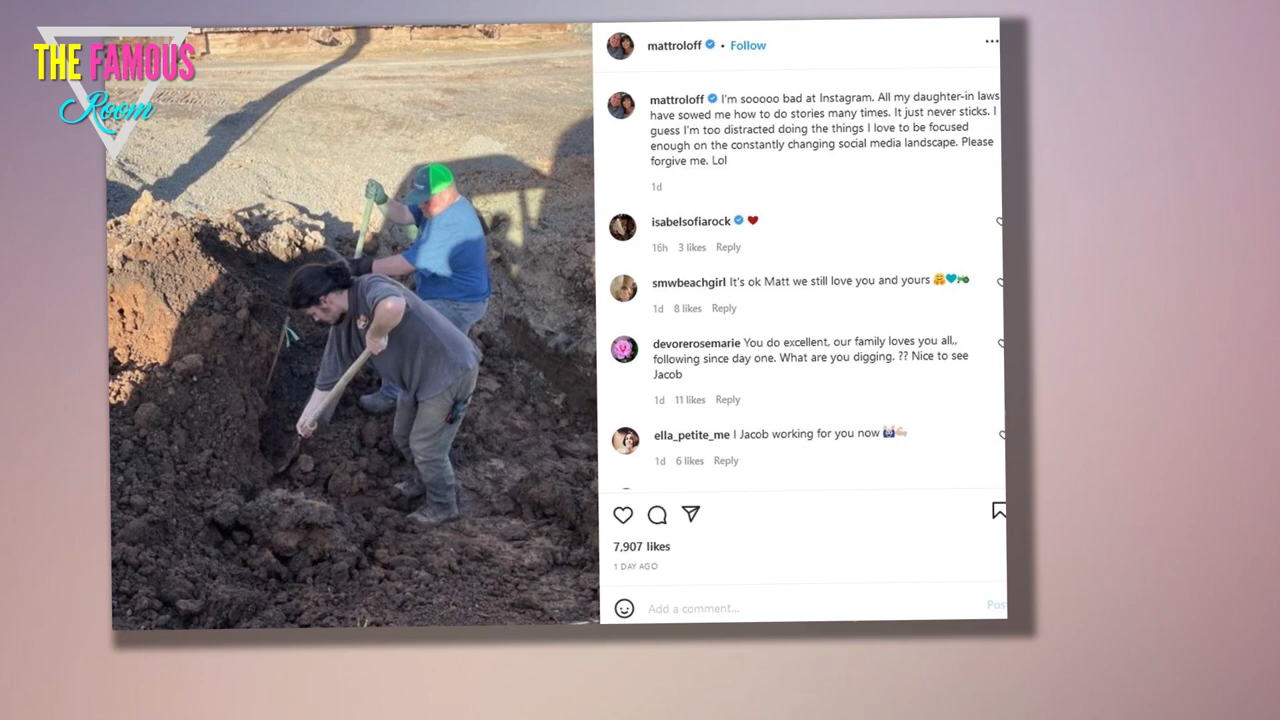 THE FAMOUS
Room
mattroloff • Follow
mattroloff I'm sooooo bad at Instagram. All my daughter-in laws
have sowed me how to do stories many times. It just never sticks. I
guess I'm too distracted doing the things I love to be focused
enough on the constantly changing social media landscape. Please
forgive me. Lol
1d
isabelsofiarock ❤️
16h 3 likes Reply
smwbeachgirl It's ok Matt we still love you and yours
1d 8 likes Reply
devorerosemarie You do excellent, our family loves you all,,
following since day one. What are you digging. ?? Nice to see
Jacob
1d 11 likes Reply
ella_petite_me I Jacob working for you now
1d 6 likes Reply
7,907 likes
1 DAY AGO
Add a comment...
Pos